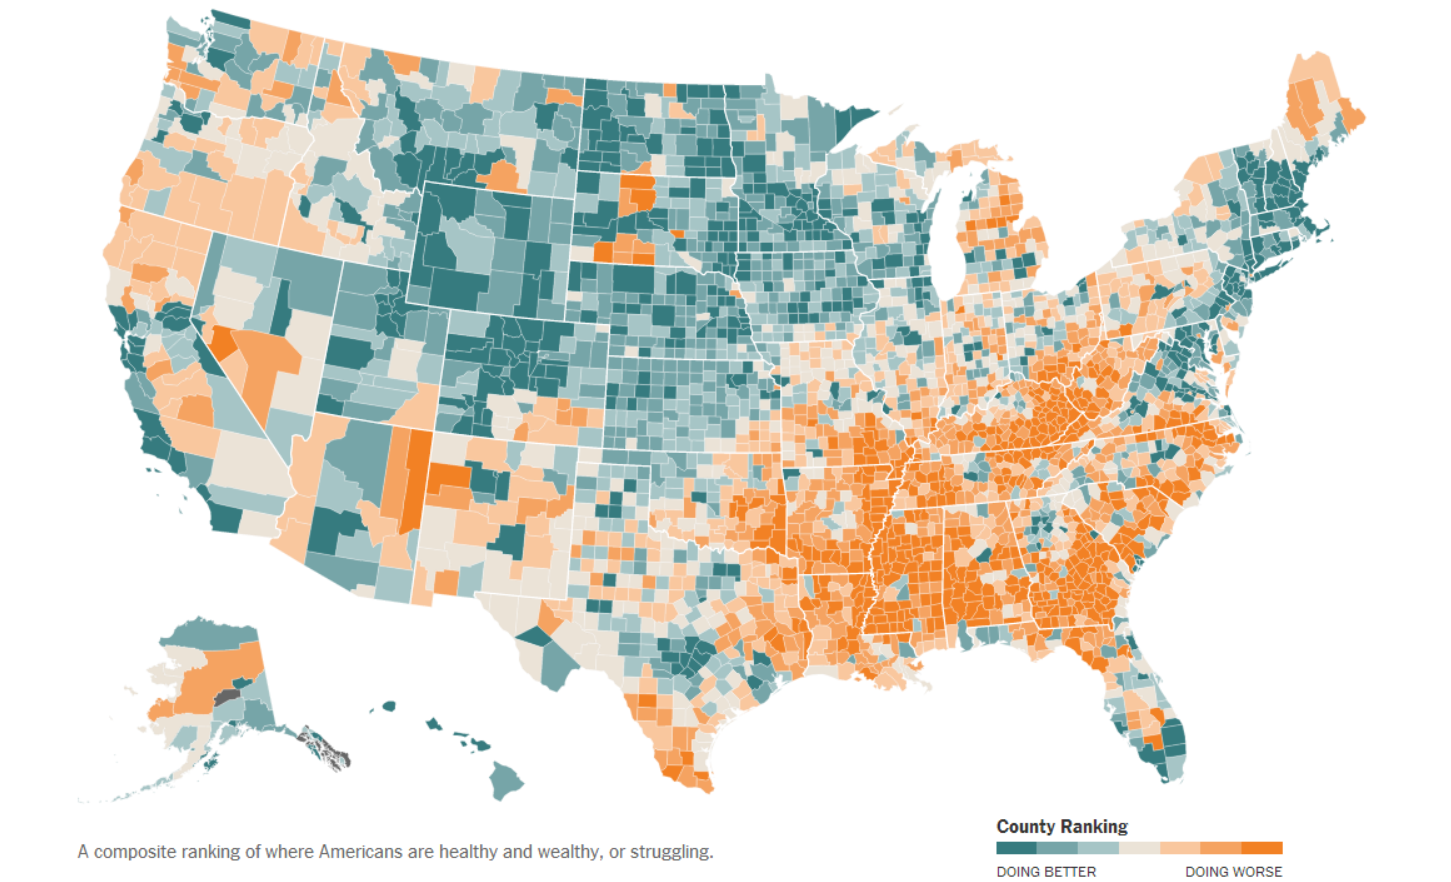 A composite ranking of where Americans are healthy and wealthy, or struggling.
County Ranking
DOING BETTER
DOING WORSE